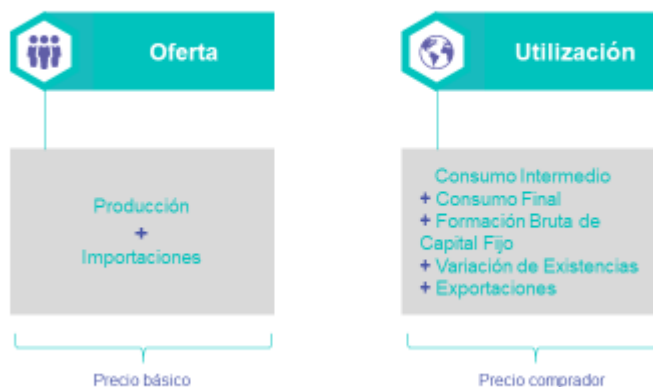 Oferta
Producción
+
Importaciones
Precio básico
Utilización
Consumo Intermedio
+ Consumo Final
+ Formación Bruta de
Capital Fijo
+ Variación de Existencias
+ Exportaciones
Precio comprador